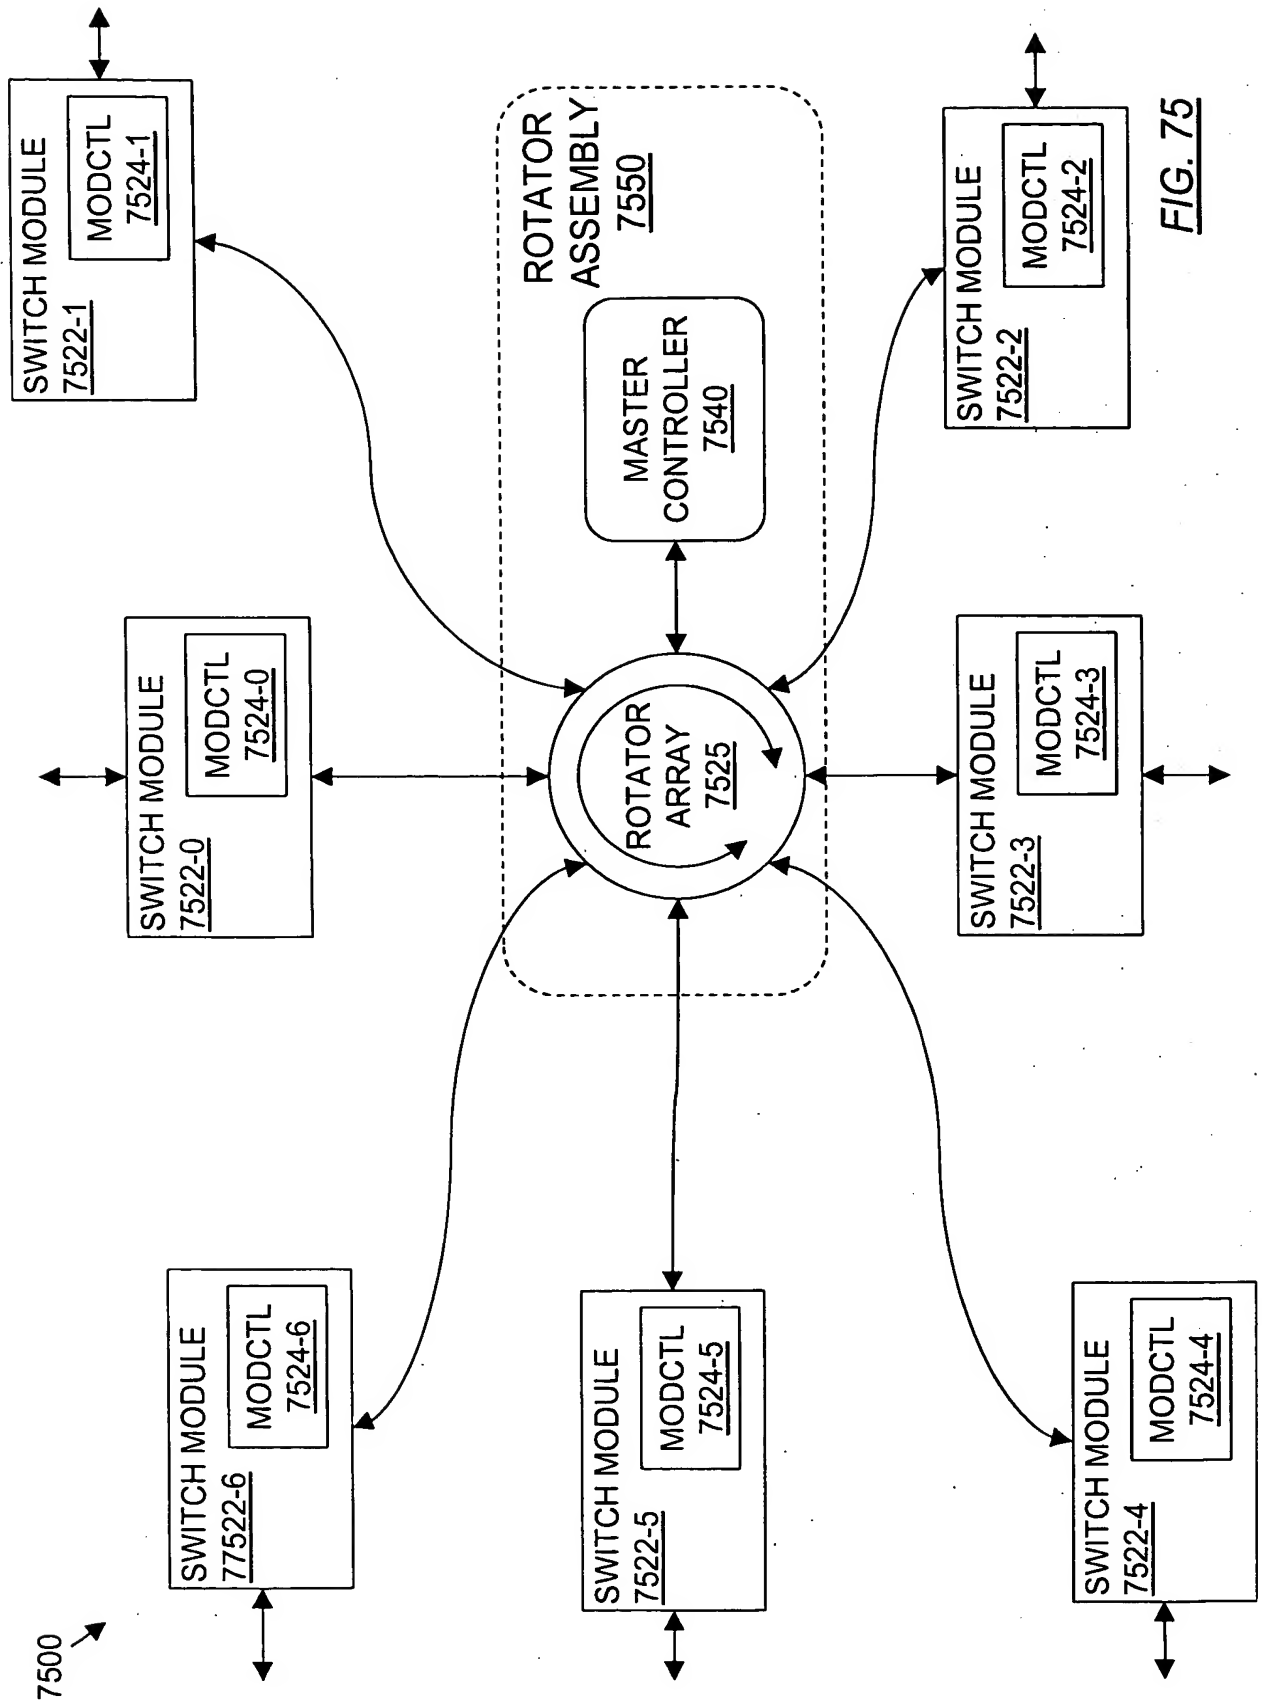 7500
SWITCH MODULE
77522-6
MODCTL
7524-6
SWITCH MODULE
7522-0
MODCTL
7524-0
SWITCH MODULE
7522-1
MODCTL
7524-1
ROTATOR
ASSEMBLY
7550
SWITCH MODULE
7522-5
MODCTL
7524-5
ROTATOR
ARRAY
7525
MASTER
CONTROLLER
7540
SWITCH MODULE
7522-4
MODCTL
7524-4
SWITCH MODULE
7522-3
MODCTL
7524-3
SWITCH MODULE
7522-2
MODCTL
7524-2
FIG. 75